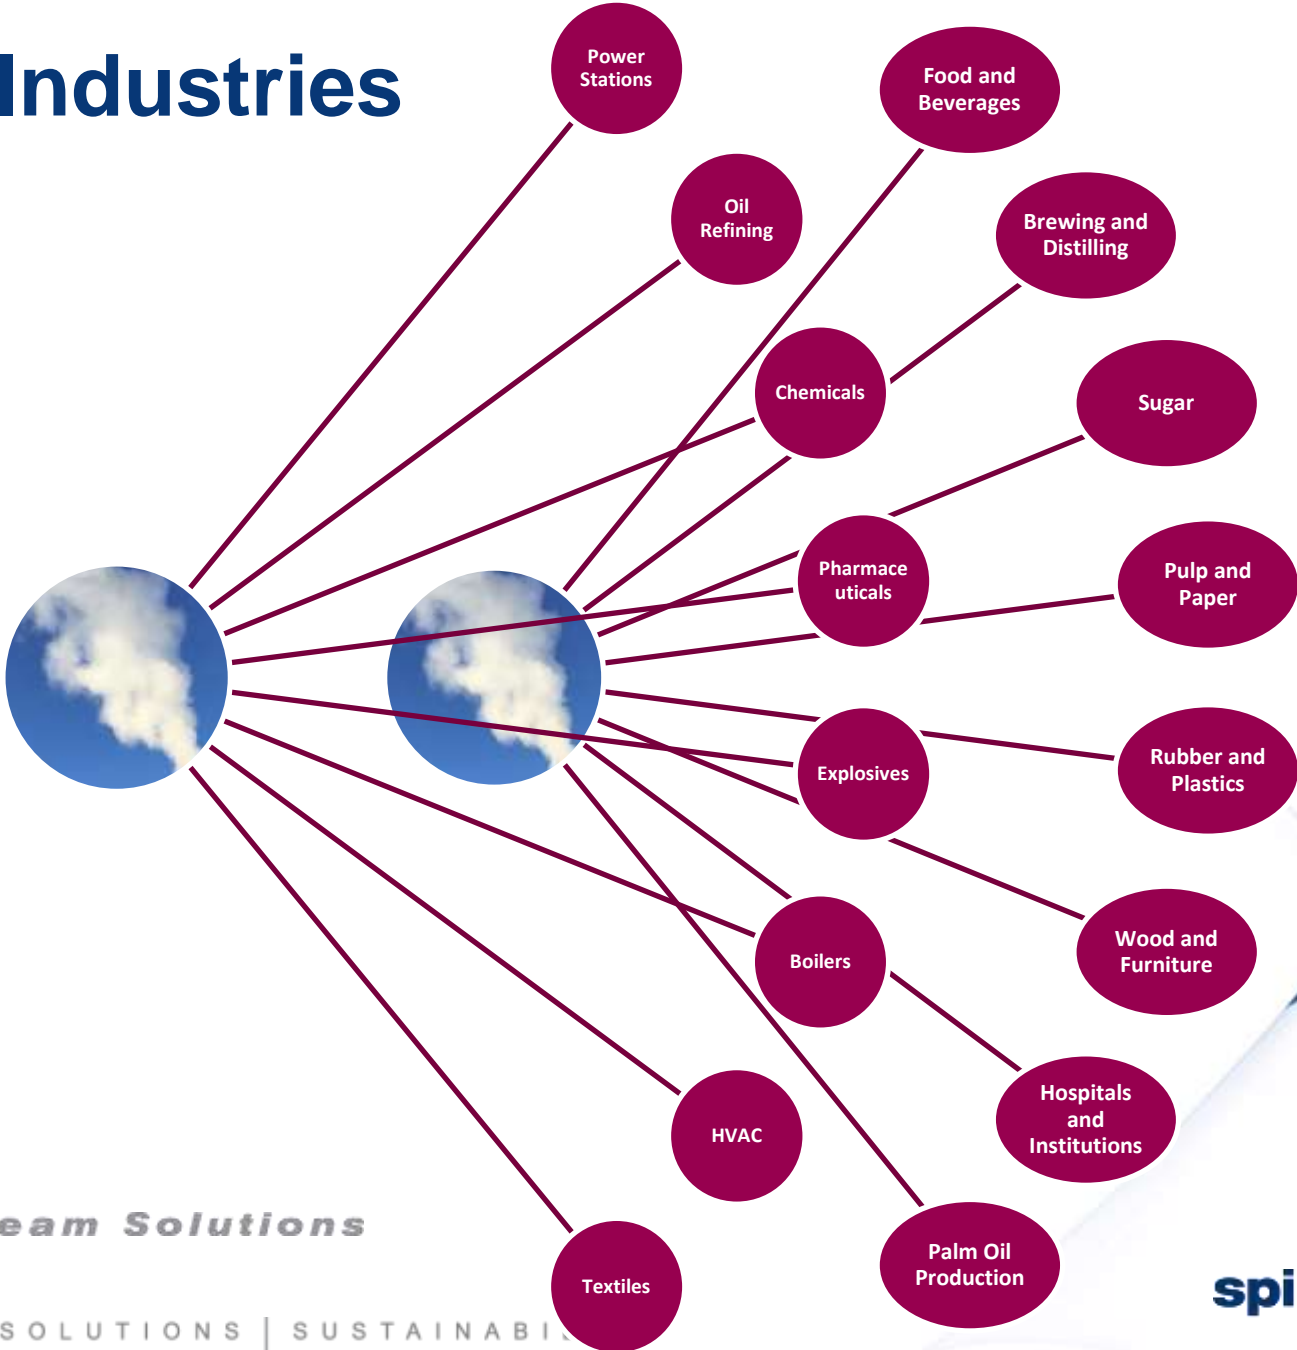 Industries
Power
Stations
Food and
Beverages
Oil
Refining
Brewing and
Distilling
Chemicals
Sugar
Pharmace
uticals
Pulp and
Paper
Explosives
Rubber and
Plastics
Boilers
Wood and
Furniture
HVAC
Hospitals
and
Institutions
Textiles
Palm Oil
Production
eam Solutions
spi
SOLUTIONS | SUSTAINABI